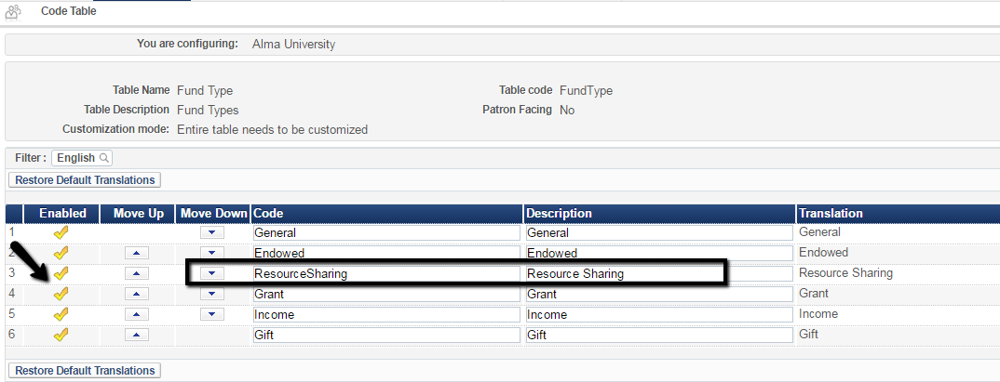 Code Table
You are configuring: Alma University
Table Name Fund Type Table code FundType
Table Description Fund Types Patron Facing No
Customization mode: Entire table needs to be customized
Filter : English
Restore Default Translations
Enabled Move Up Move Down Code Description Translation
1 General General General
2 Endowed Endowed Endowed
3 ResourceSharing Resource Sharing Resource Sharing
4 Grant Grant Grant
5 Income Income Income
6 Gift Gift Gift
Restore Default Translations